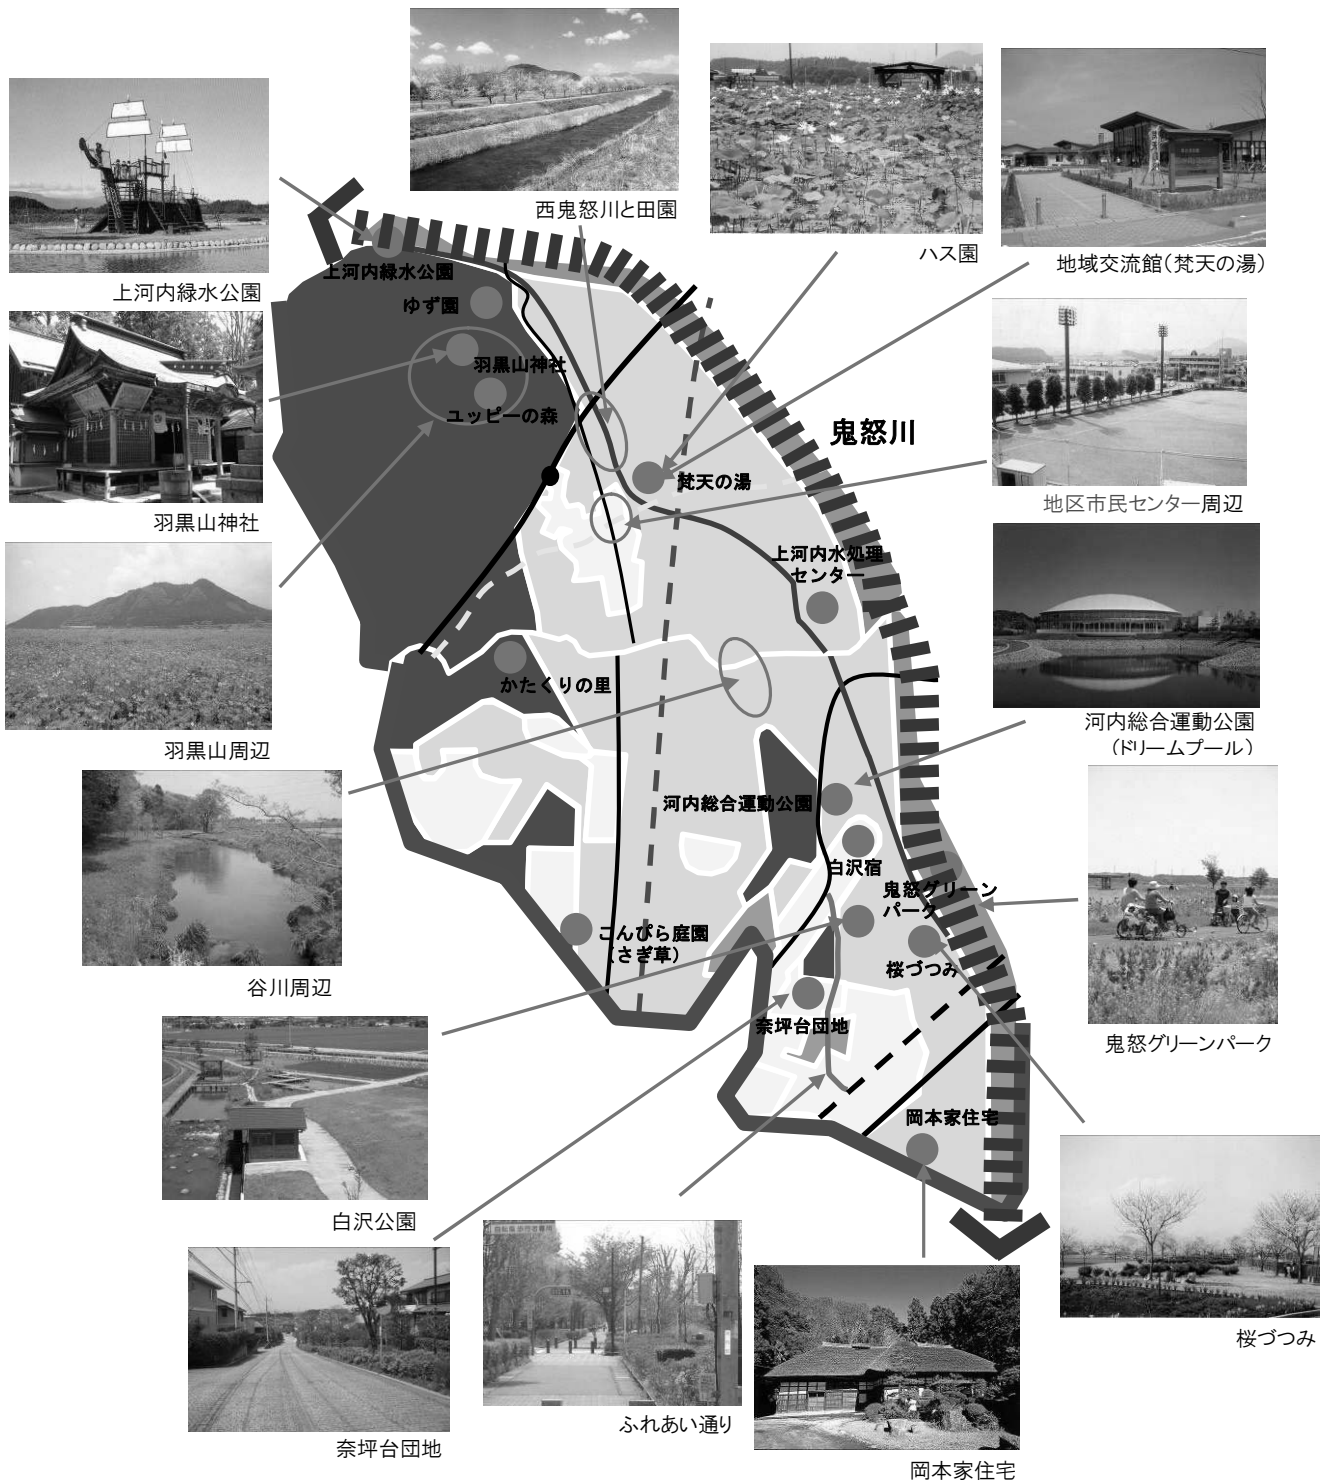 西鬼怒川と田園
ハス園
地域交流館(梵天の湯)
上河内緑水公園
上河内緑水公園
ゆず園
羽黒山神社
ユッピーの森
鬼怒川
梵天の湯
地区市民センター周辺
羽黒山神社
上河内水処理
センター
かたくりの里
羽黒山周辺
河内総合運動公園
(ドリームプール)
河内総合運動公園
白沢宿
鬼怒グリーン
パーク
こんぴら庭園
(さぎ草)
桜づつみ
谷川周辺
奈坪台団地
鬼怒グリーンパーク
岡本家住宅
白沢公園
桜づつみ
ふれあい通り
奈坪台団地
岡本家住宅